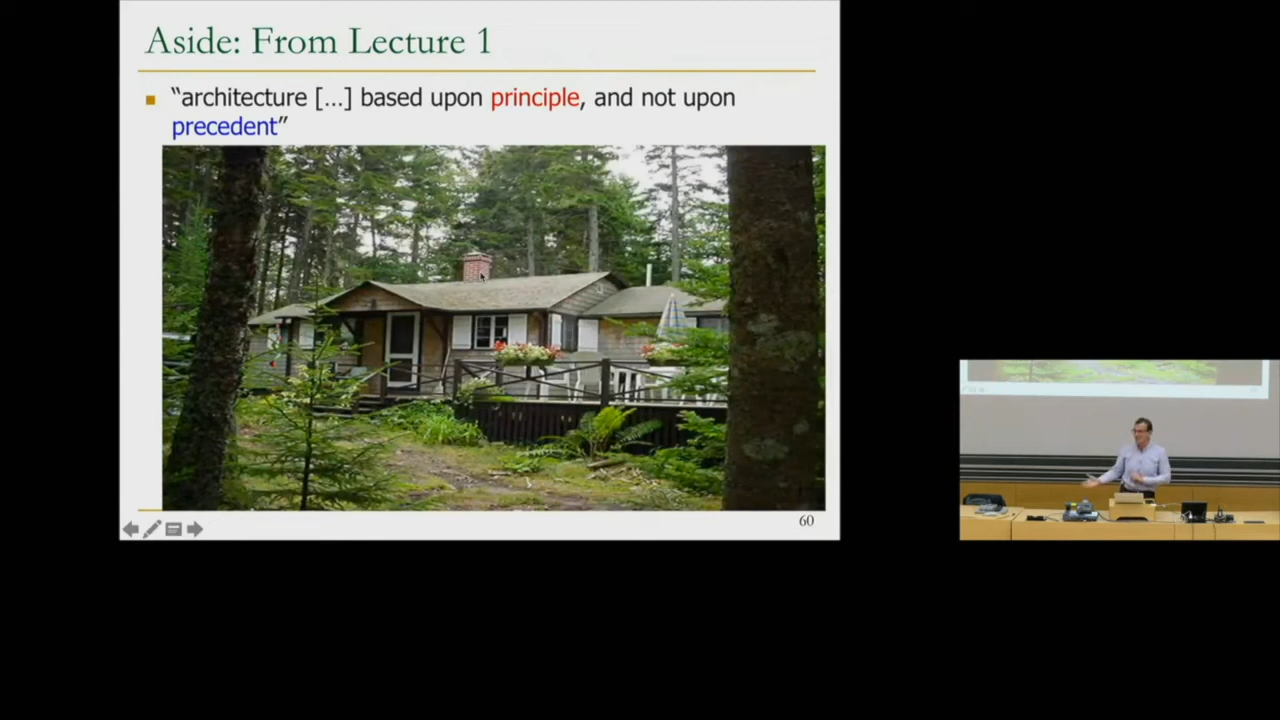 Aside: From Lecture 1
“architecture […] based upon principle, and not upon
precedent”
60